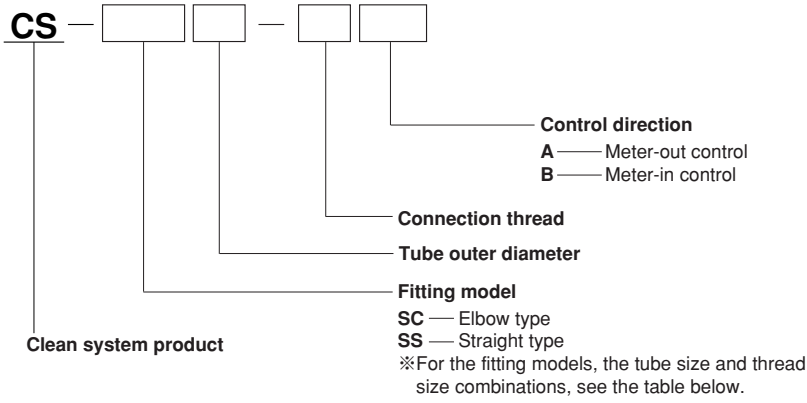 CS — —
Control direction
A — Meter-out control
B — Meter-in control
Connection thread
Tube outer diameter
Fitting model
SC — Elbow type
SS — Straight type
Clean system product
※For the fitting models, the tube size and thread
size combinations, see the table below.